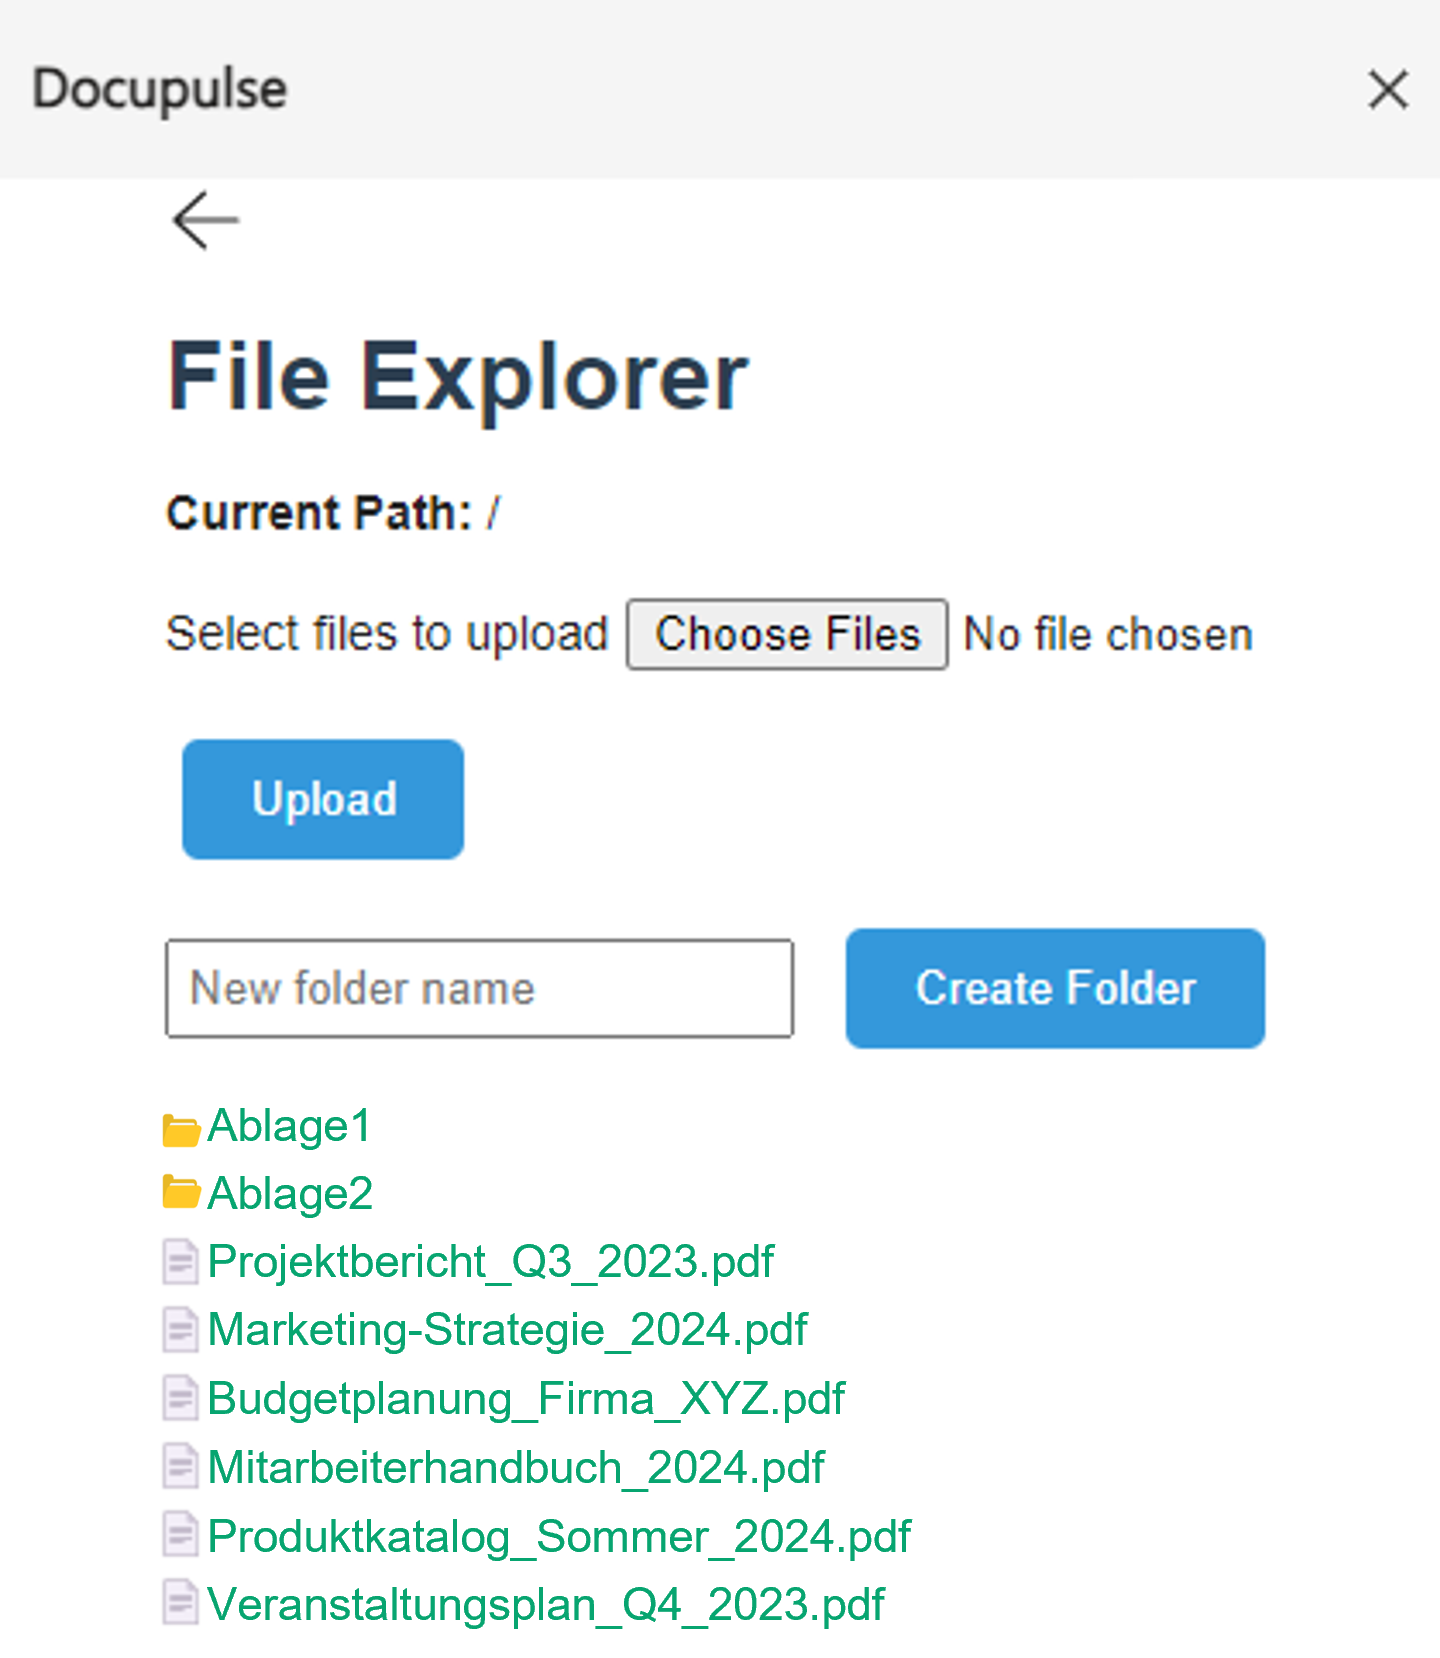 Docupulse
File Explorer
Current Path: /
Select files to upload Choose Files No file chosen
Upload
New folder name Create Folder
Ablage1
Ablage2
Projektbericht_Q3_2023.pdf
Marketing-Strategie_2024.pdf
Budgetplanung_Firma_XYZ.pdf
Mitarbeiterhandbuch_2024.pdf
Produktkatalog_Sommer_2024.pdf
Veranstaltungsplan_Q4_2023.pdf